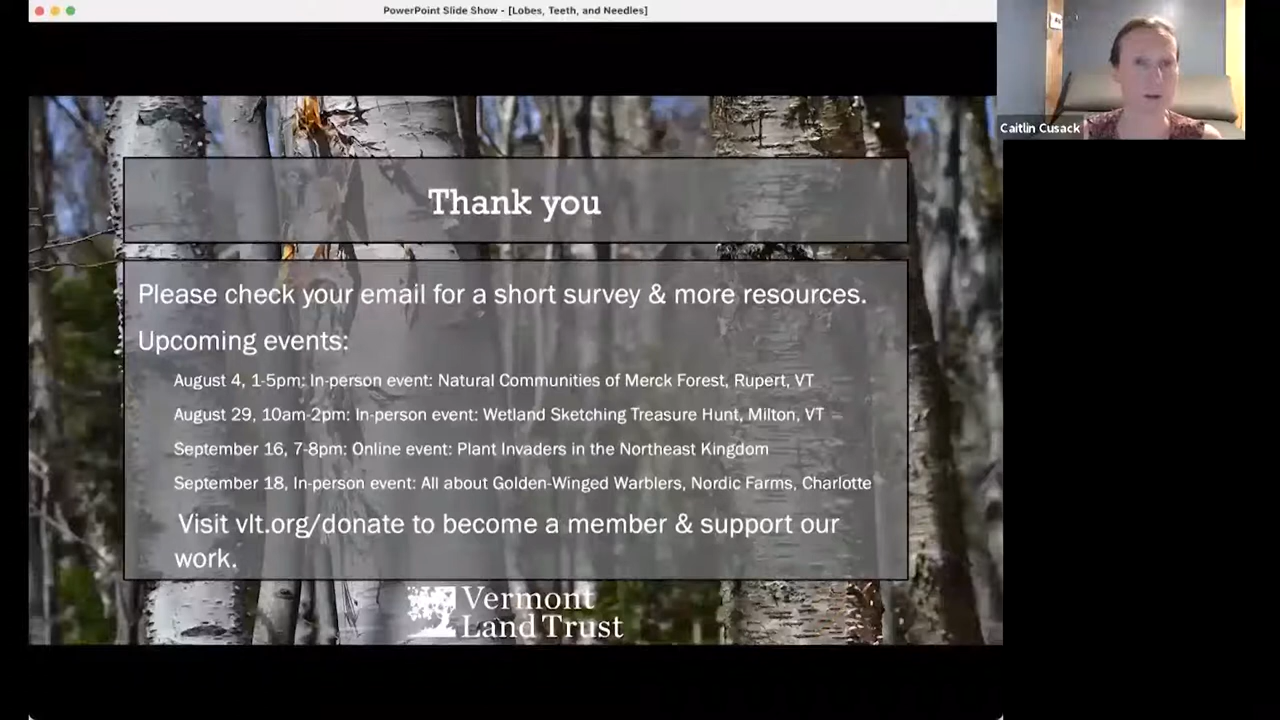 PowerPoint Slide Show - [Lobes, Teeth, and Needles]
Caitlin Cusack
Thank you
Please check your email for a short survey & more resources.
Upcoming events:
August 4, 1-5pm: In-person event: Natural Communities of Merck Forest, Rupert, VT
August 29, 10am-2pm: In-person event: Wetland Sketching Treasure Hunt, Milton, VT
September 16, 7-8pm: Online event: Plant Invaders in the Northeast Kingdom
September 18, In-person event: All about Golden-Winged Warblers, Nordic Farms, Charlotte
Visit vlt.org/donate to become a member & support our
work.
Vermont
Land Trust